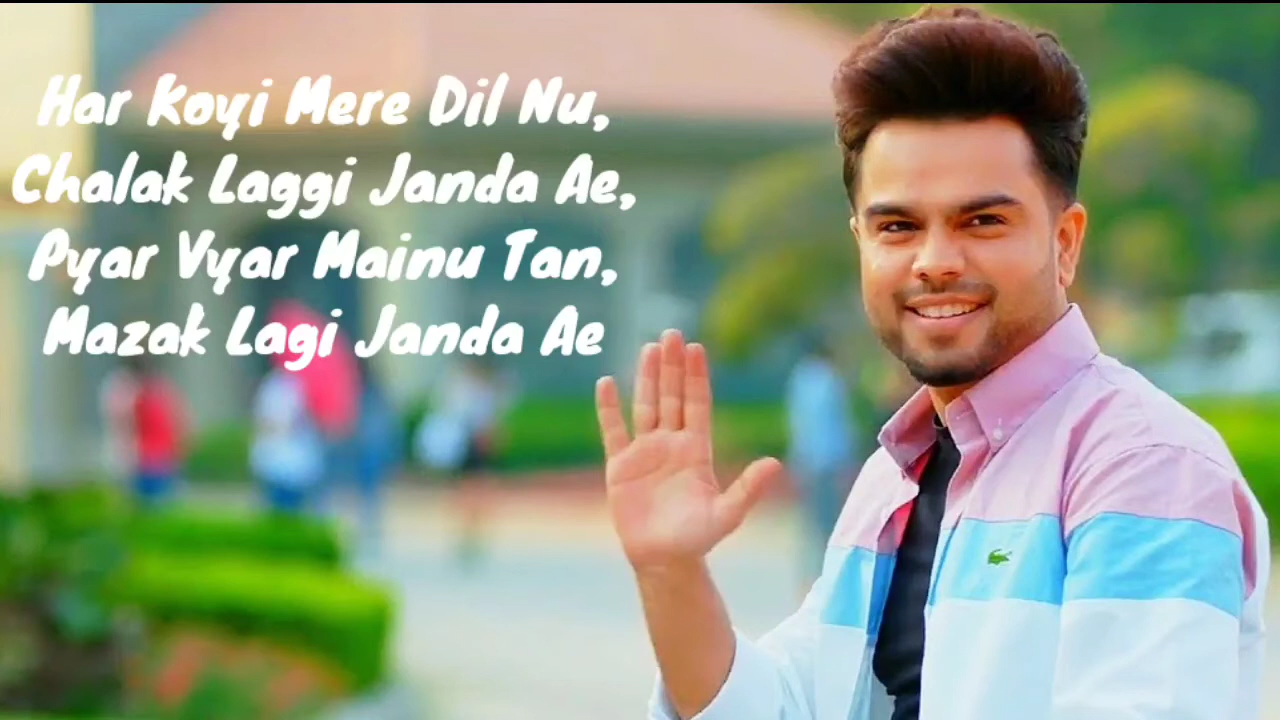 Har Koyi Mere Dil Nu,
Chalak Laggi Janda Ae,
Pyar Vyar Mainu Tan,
Mazak Lagi Janda Ae